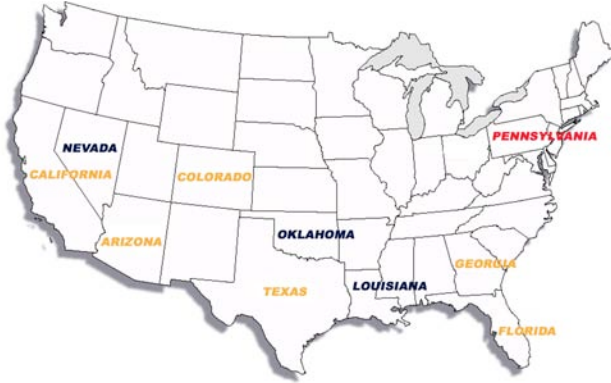 PENNSYLVANIA
NEVADA
CALIFORNIA
COLORADO
OKLAHOMA
ARIZONA
GEORGIA
LOUISIANA
TEXAS
FLORIDA